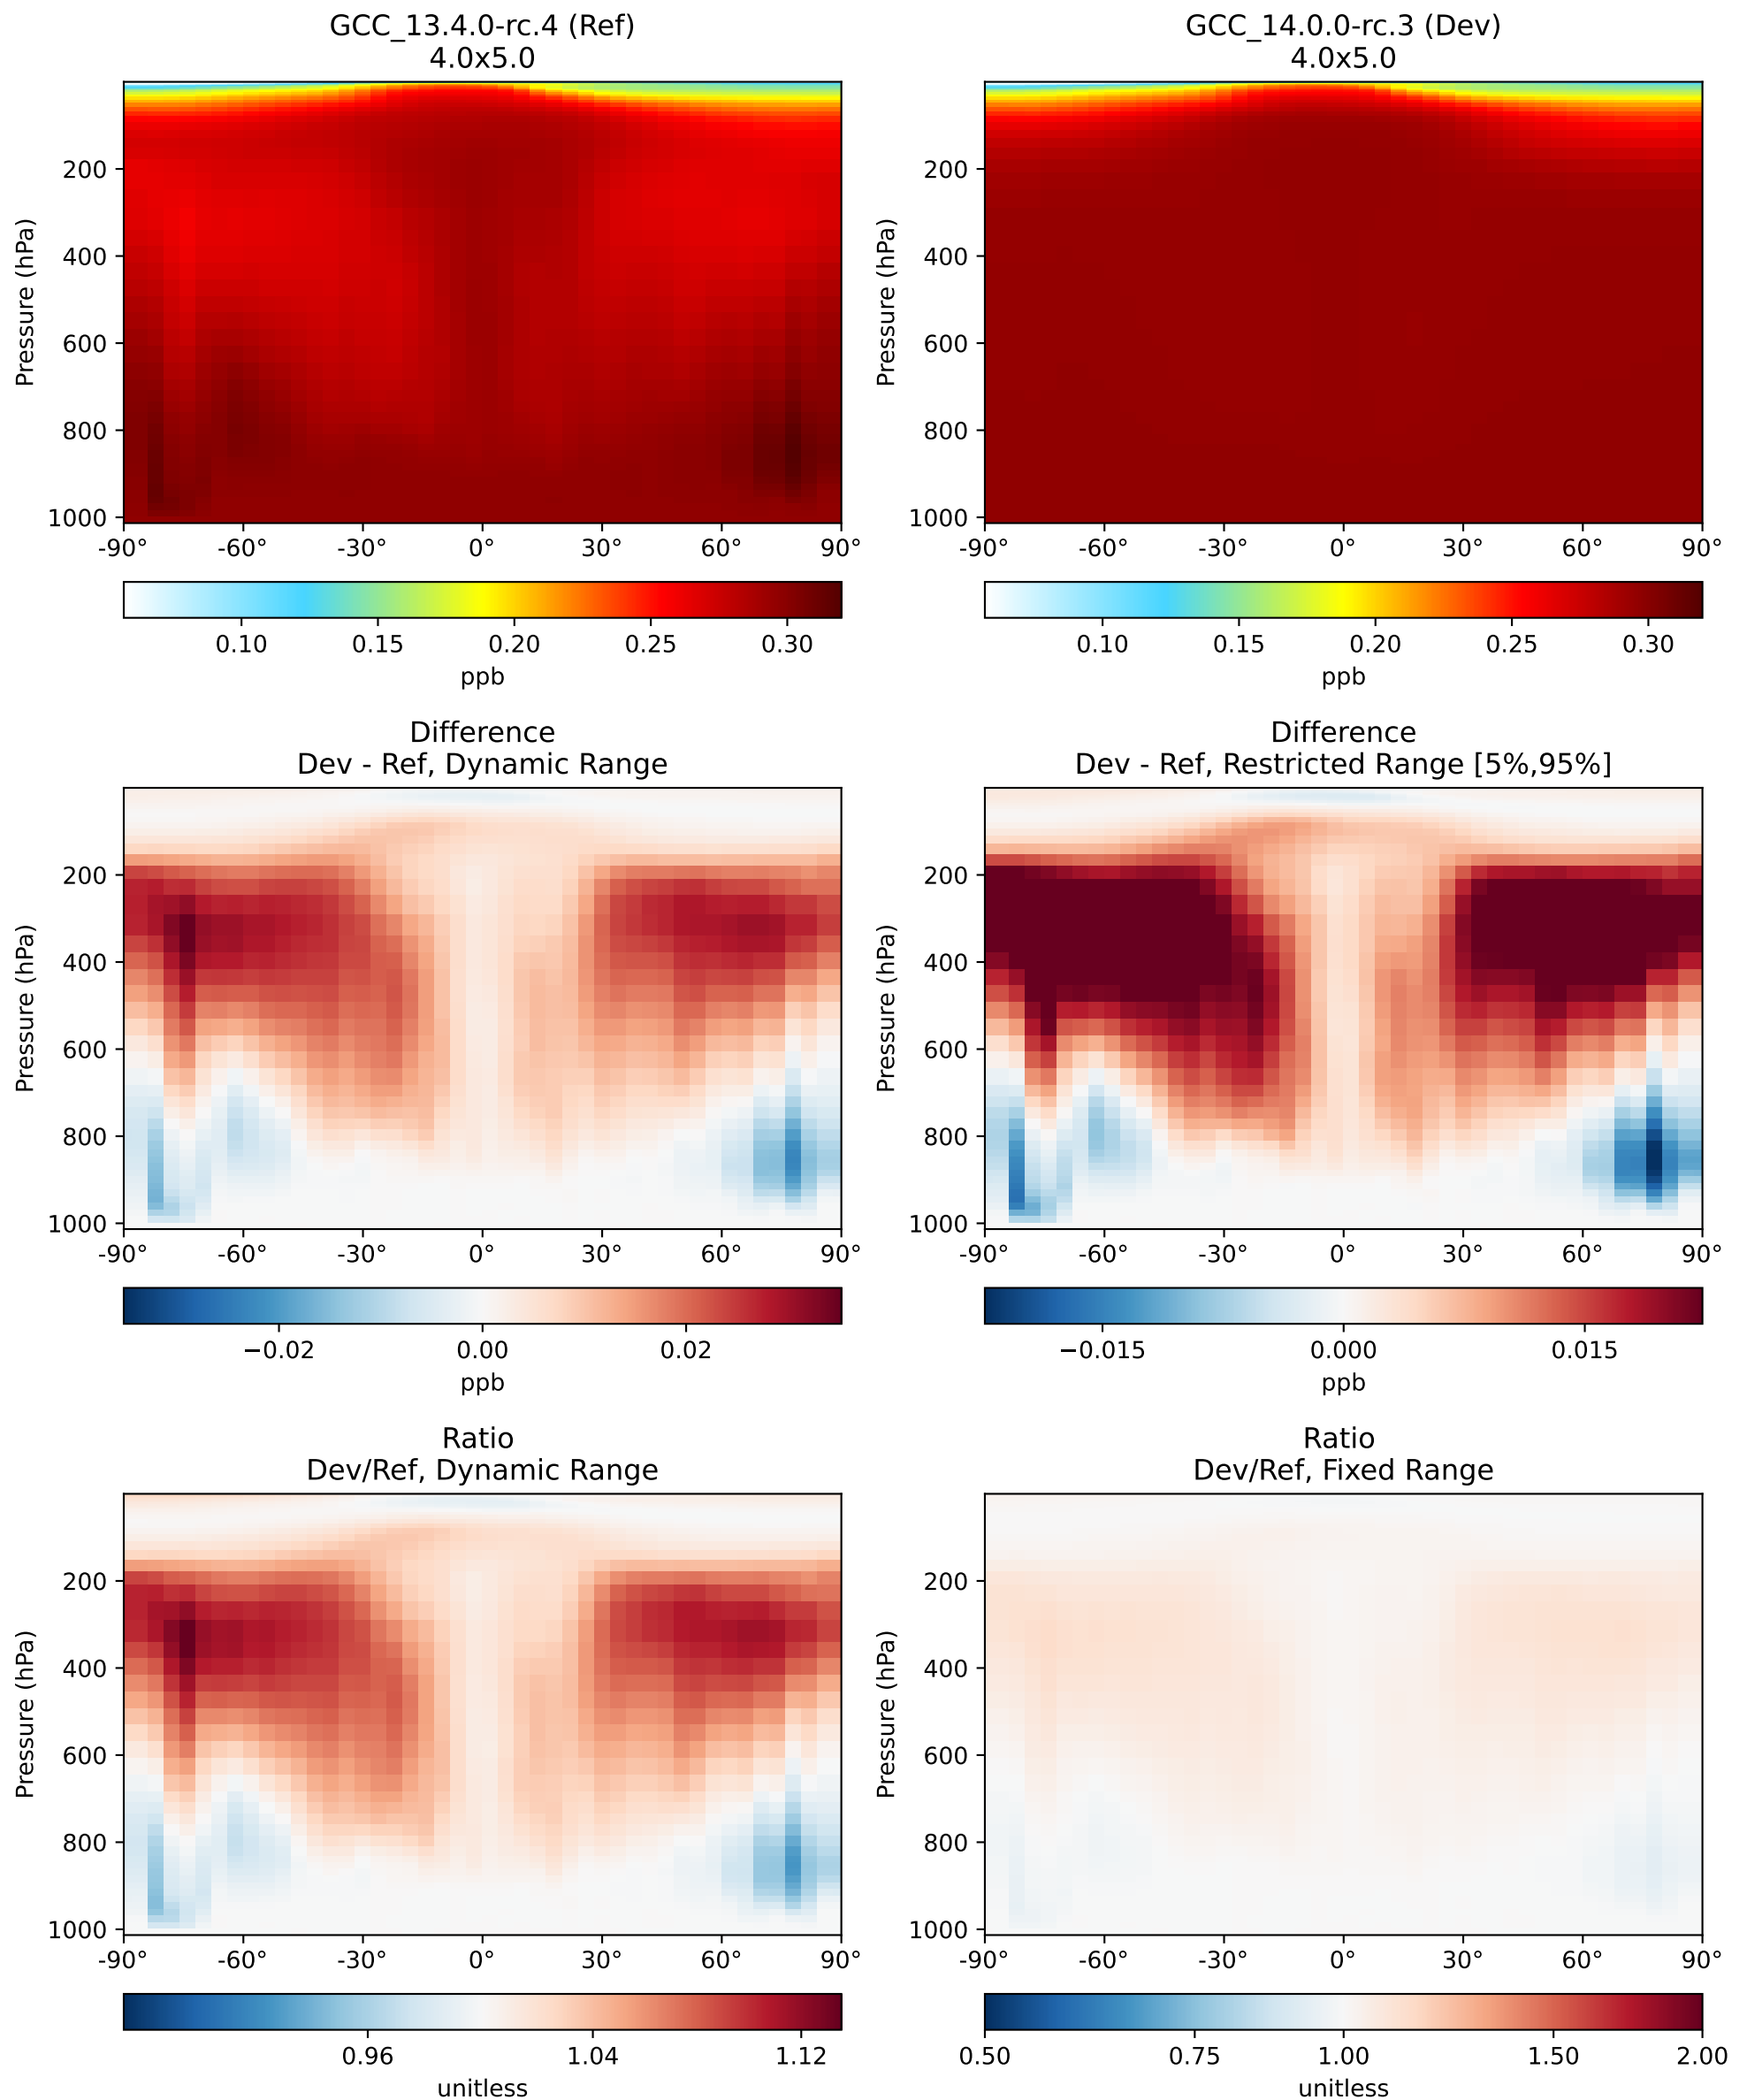 GCC_13.4.0-rc.4 (Ref)
4.0x5.0
Pressure (hPa)
200
400
600
800
1000
-90° -60° -30° 0° 30° 60° 90°
0.10 0.15 0.20 0.25 0.30
ppb
GCC_14.0.0-rc.3 (Dev)
4.0x5.0
Pressure (hPa)
200
400
600
800
1000
-90° -60° -30° 0° 30° 60° 90°
0.10 0.15 0.20 0.25 0.30
ppb
Difference
Dev - Ref, Dynamic Range
Pressure (hPa)
200
400
600
800
1000
-90° -60° -30° 0° 30° 60° 90°
−0.02 0.00 0.02
ppb
Difference
Dev - Ref, Restricted Range [5%,95%]
Pressure (hPa)
200
400
600
800
1000
-90° -60° -30° 0° 30° 60° 90°
−0.015 0.000 0.015
ppb
Ratio
Dev/Ref, Dynamic Range
Pressure (hPa)
200
400
600
800
1000
-90° -60° -30° 0° 30° 60° 90°
0.96 1.04 1.12
unitless
Ratio
Dev/Ref, Fixed Range
Pressure (hPa)
200
400
600
800
1000
-90° -60° -30° 0° 30° 60° 90°
0.50 0.75 1.00 1.50 2.00
unitless